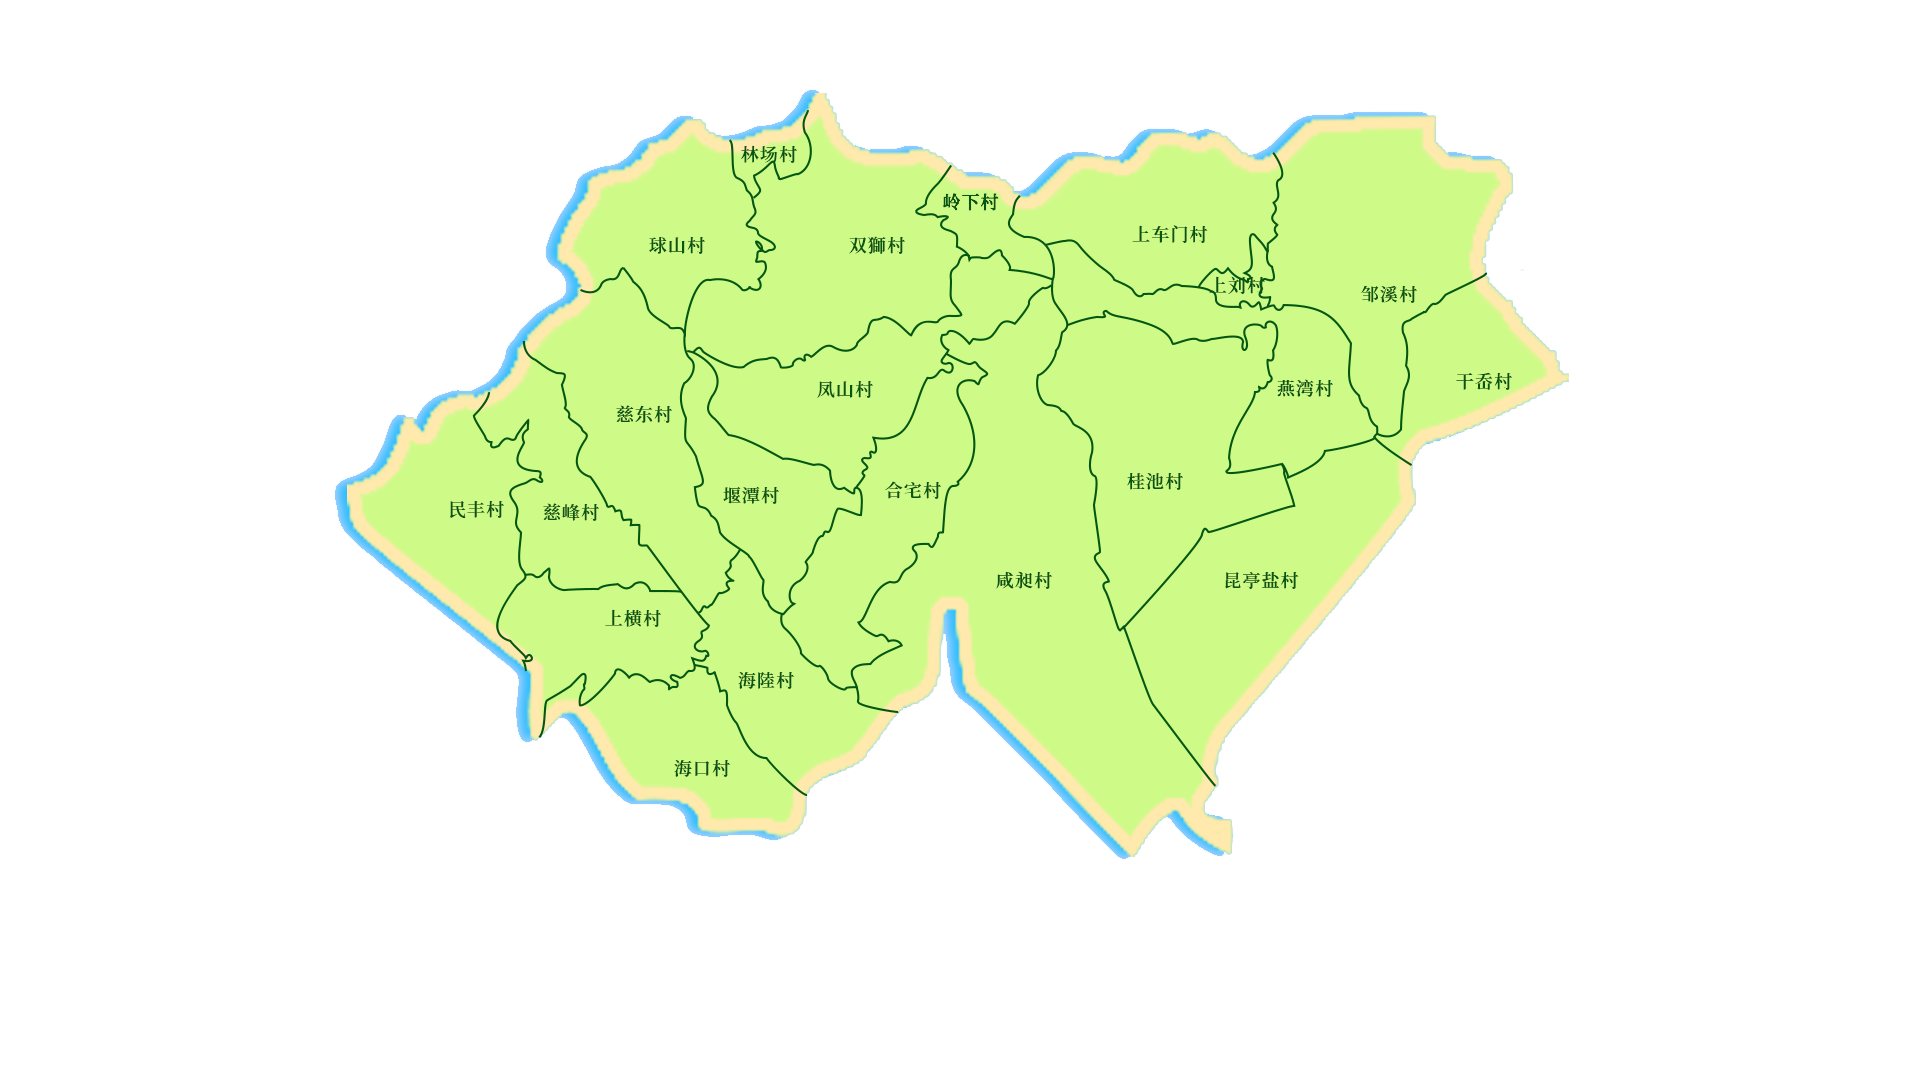 林场村
岭下村
上车门村
球山村
双狮村
上刘村
邹溪村
干岙村
燕湾村
凤山村
慈东村
桂池村
合宅村
堰潭村
民丰村
慈峰村
咸昶村
昆亭盐村
上横村
海陸村
海口村